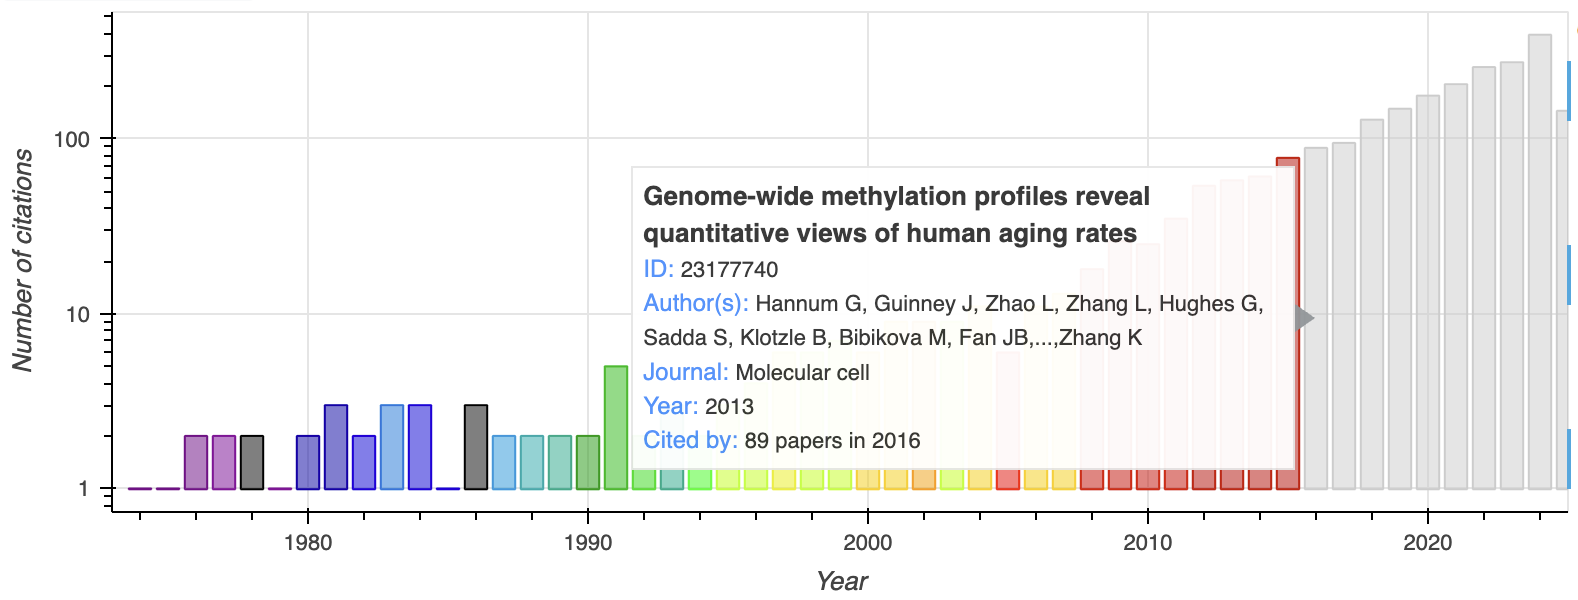 Number of citations
100
10
1
Genome-wide methylation profiles reveal
quantitative views of human aging rates
ID: 23177740
Author(s): Hannum G, Guinney J, Zhao L, Zhang L, Hughes G,
Sadda S, Klotzle B, Bibikova M, Fan JB,...,Zhang K
Journal: Molecular cell
Year: 2013
Cited by: 89 papers in 2016
1980
1990
2000
2010
2020
Year